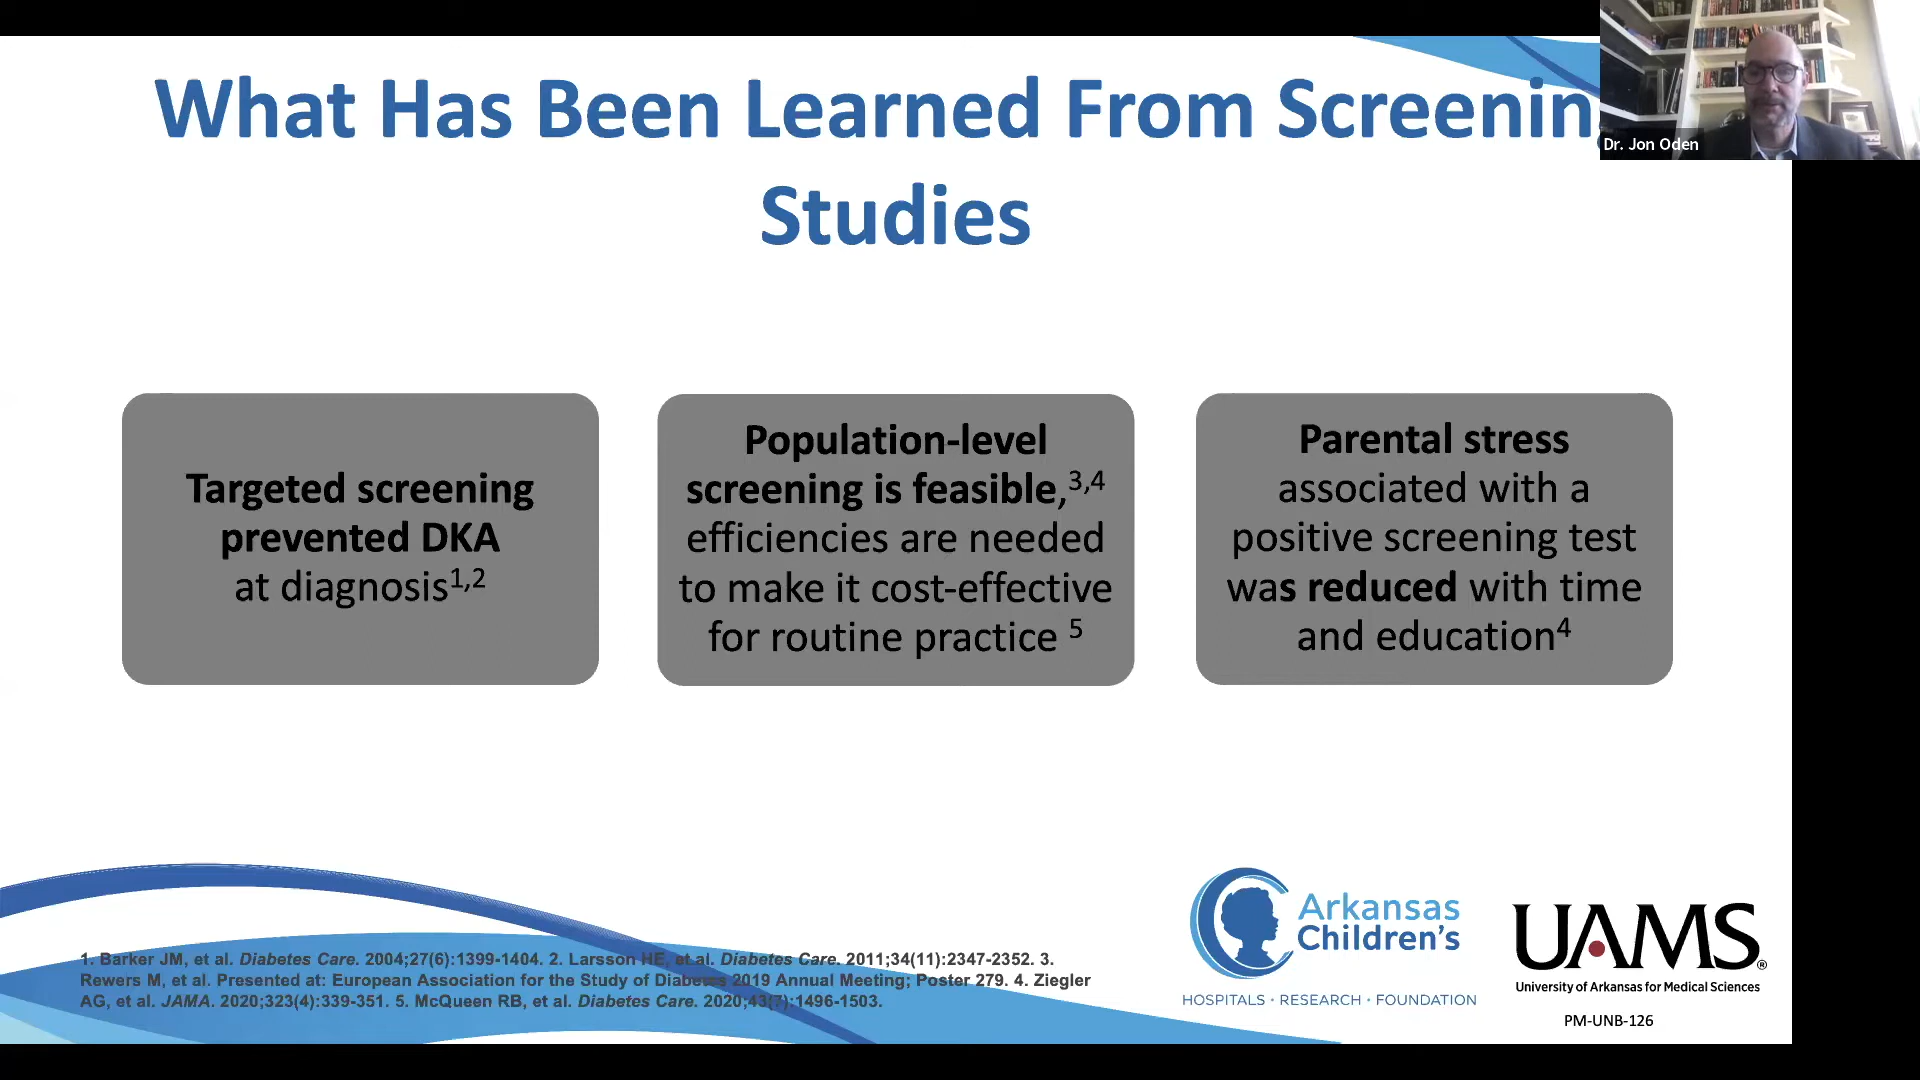 What Has Been Learned From Screenin
Studies
Dr. Jon Oden
Targeted screening
prevented DKA
at diagnosis1,2
Population-level
screening is feasible,3,4
efficiencies are needed
to make it cost-effective
for routine practice 5
Parental stress
associated with a
positive screening test
was reduced with time
and education4
1. Barker JM, et al. Diabetes Care. 2004;27(6):1399-1404. 2. Larsson HE, et al. Diabetes Care. 2011;34(11):2347-2352. 3.
Rewers M, et al. Presented at: European Association for the Study of Diabetes 2019 Annual Meeting; Poster 279. 4. Ziegler
AG, et al. JAMA. 2020;323(4):339-351. 5. McQueen RB, et al. Diabetes Care. 2020;43(7):1496-1503.
Arkansas
Children's
HOSPITALS • RESEARCH • FOUNDATION
UAMS®
University of Arkansas for Medical Sciences
PM-UNB-126